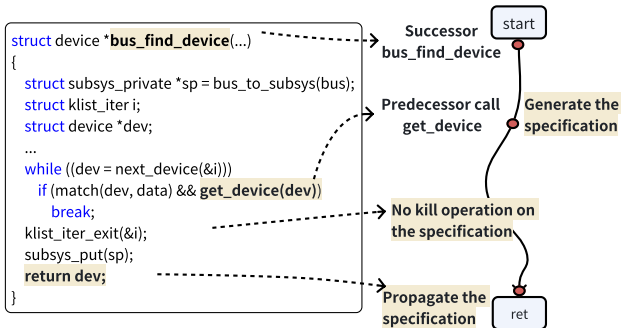 struct device *bus_find_device(...)
{
struct subsys_private *sp = bus_to_subsys(bus);
struct klist_iter i;
struct device *dev;
...
while ((dev = next_device(&i)))
if (match(dev, data) && get_device(dev))
break;
klist_iter_exit(&i);
subsys_put(sp);
return dev;
}
Successor
bus_find_device
Predecessor call
get_device
No kill operation on
the specification
Propagate the
specification
start
Generate the
specification
ret